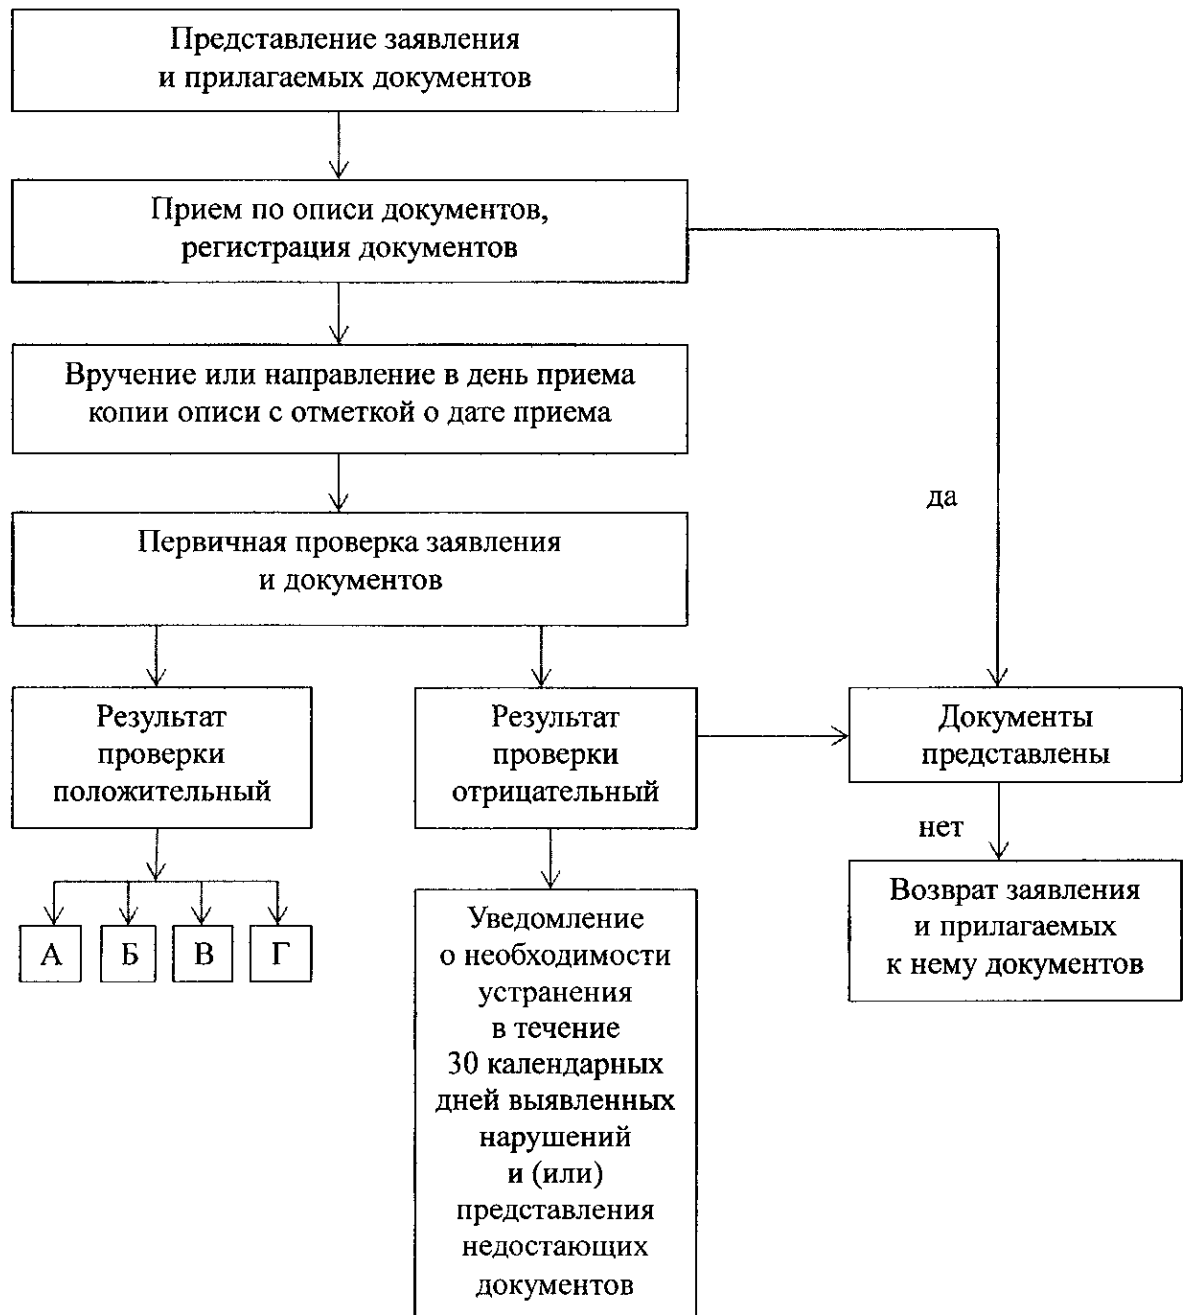 Представление заявления
и прилагаемых документов
Прием по описи документов,
регистрация документов
Вручение или направление в день приема
копии описи с отметкой о дате приема
да
Первичная проверка заявления
и документов
Результат
проверки
положительный
Результат
проверки
отрицательный
Документы
представлены
нет
А
Б
В
Г
Уведомление
о необходимости
устранения
в течение
30 календарных
дней выявленных
нарушений
и (или)
представления
недостающих
документов
Возврат заявления
и прилагаемых
к нему документов